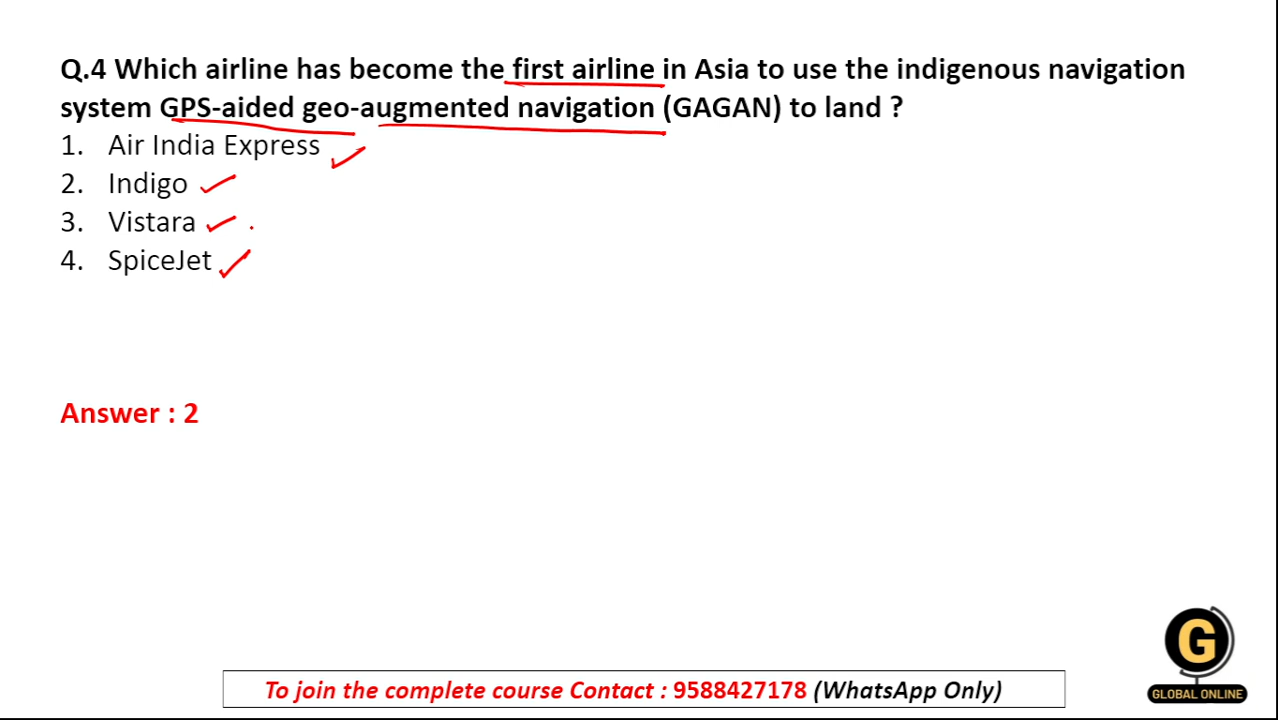 Q.4 Which airline has become the first airline in Asia to use the indigenous navigation
system GPS-aided geo-augmented navigation (GAGAN) to land ?
1. Air India Express
2. Indigo
3. Vistara
4. SpiceJet
Answer : 2
To join the complete course Contact : 9588427178 (WhatsApp Only)
G
GLOBAL ONLINE